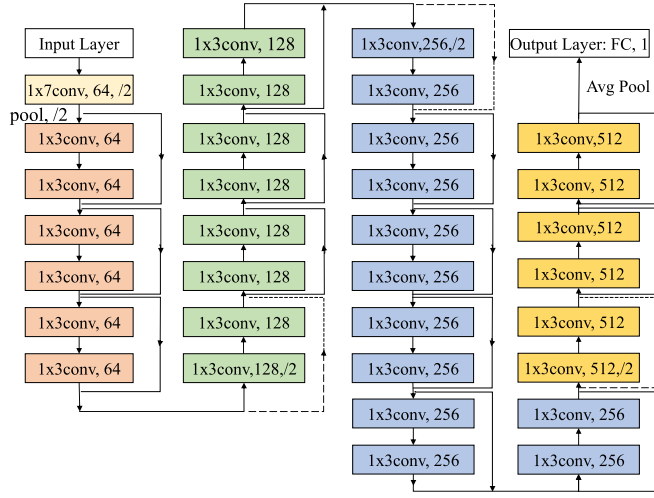 Input Layer
1x7conv, 64, /2
pool, /2
1x3conv, 64
1x3conv, 64
1x3conv, 64
1x3conv, 64
1x3conv, 64
1x3conv, 64
1x3conv, 128
1x3conv, 128
1x3conv, 128
1x3conv, 128
1x3conv, 128
1x3conv, 128
1x3conv, 128
1x3conv,128,/2
1x3conv,256,/2
1x3conv, 256
1x3conv, 256
1x3conv, 256
1x3conv, 256
1x3conv, 256
1x3conv, 256
1x3conv, 256
1x3conv, 256
1x3conv, 256
Output Layer: FC, 1
Avg Pool
1x3conv,512
1x3conv, 512
1x3conv,512
1x3conv, 512
1x3conv, 512
1x3conv, 512,/2
1x3conv, 256
1x3conv, 256